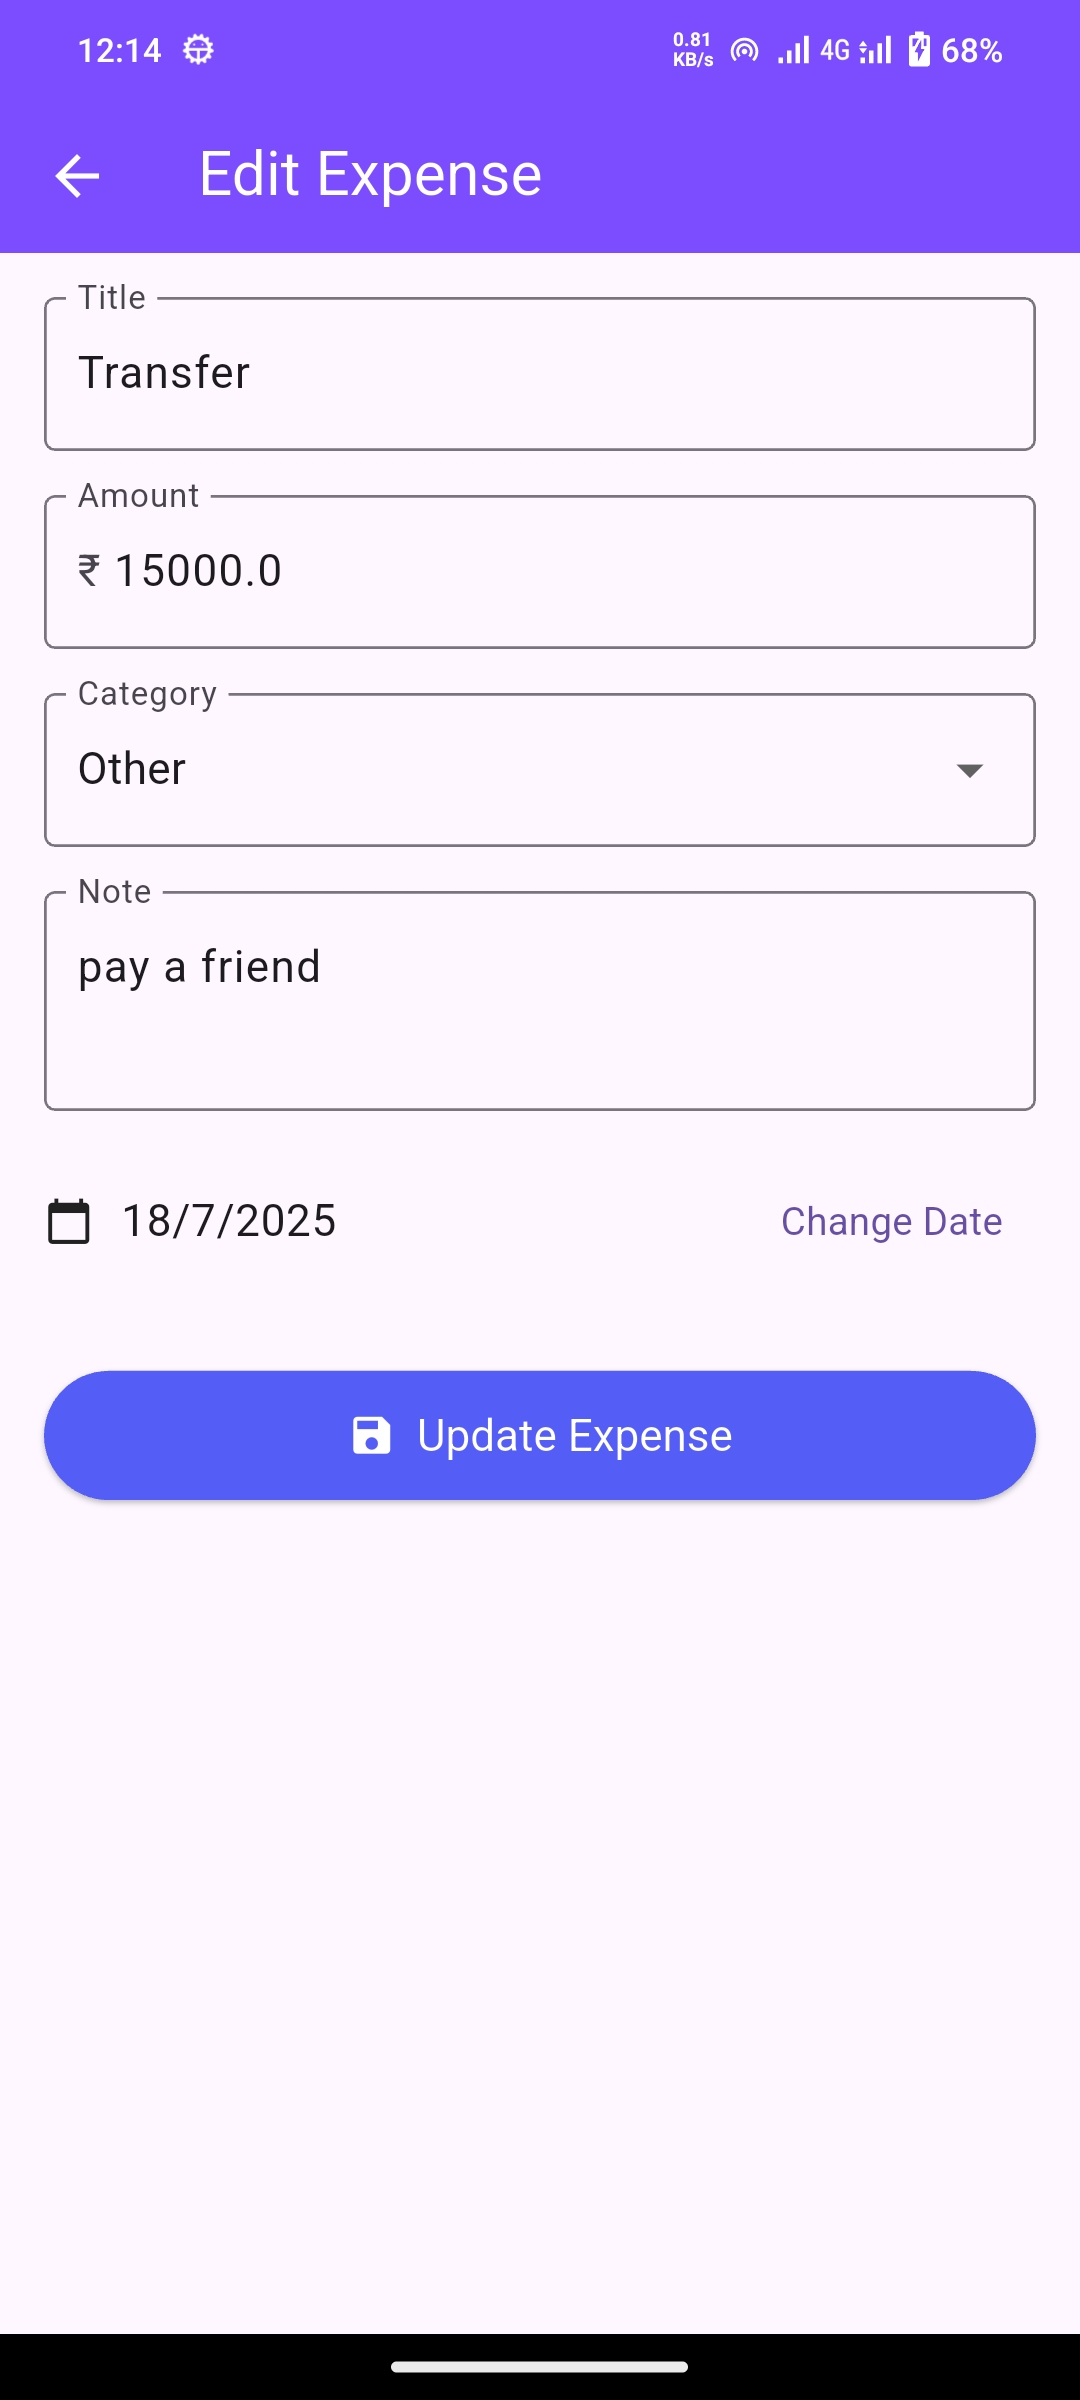 12:14
0.81
KB/s
4G
68%
Edit Expense
Title
Transfer
Amount
₹ 15000.0
Category
Other
Note
pay a friend
18/7/2025
Change Date
Update Expense